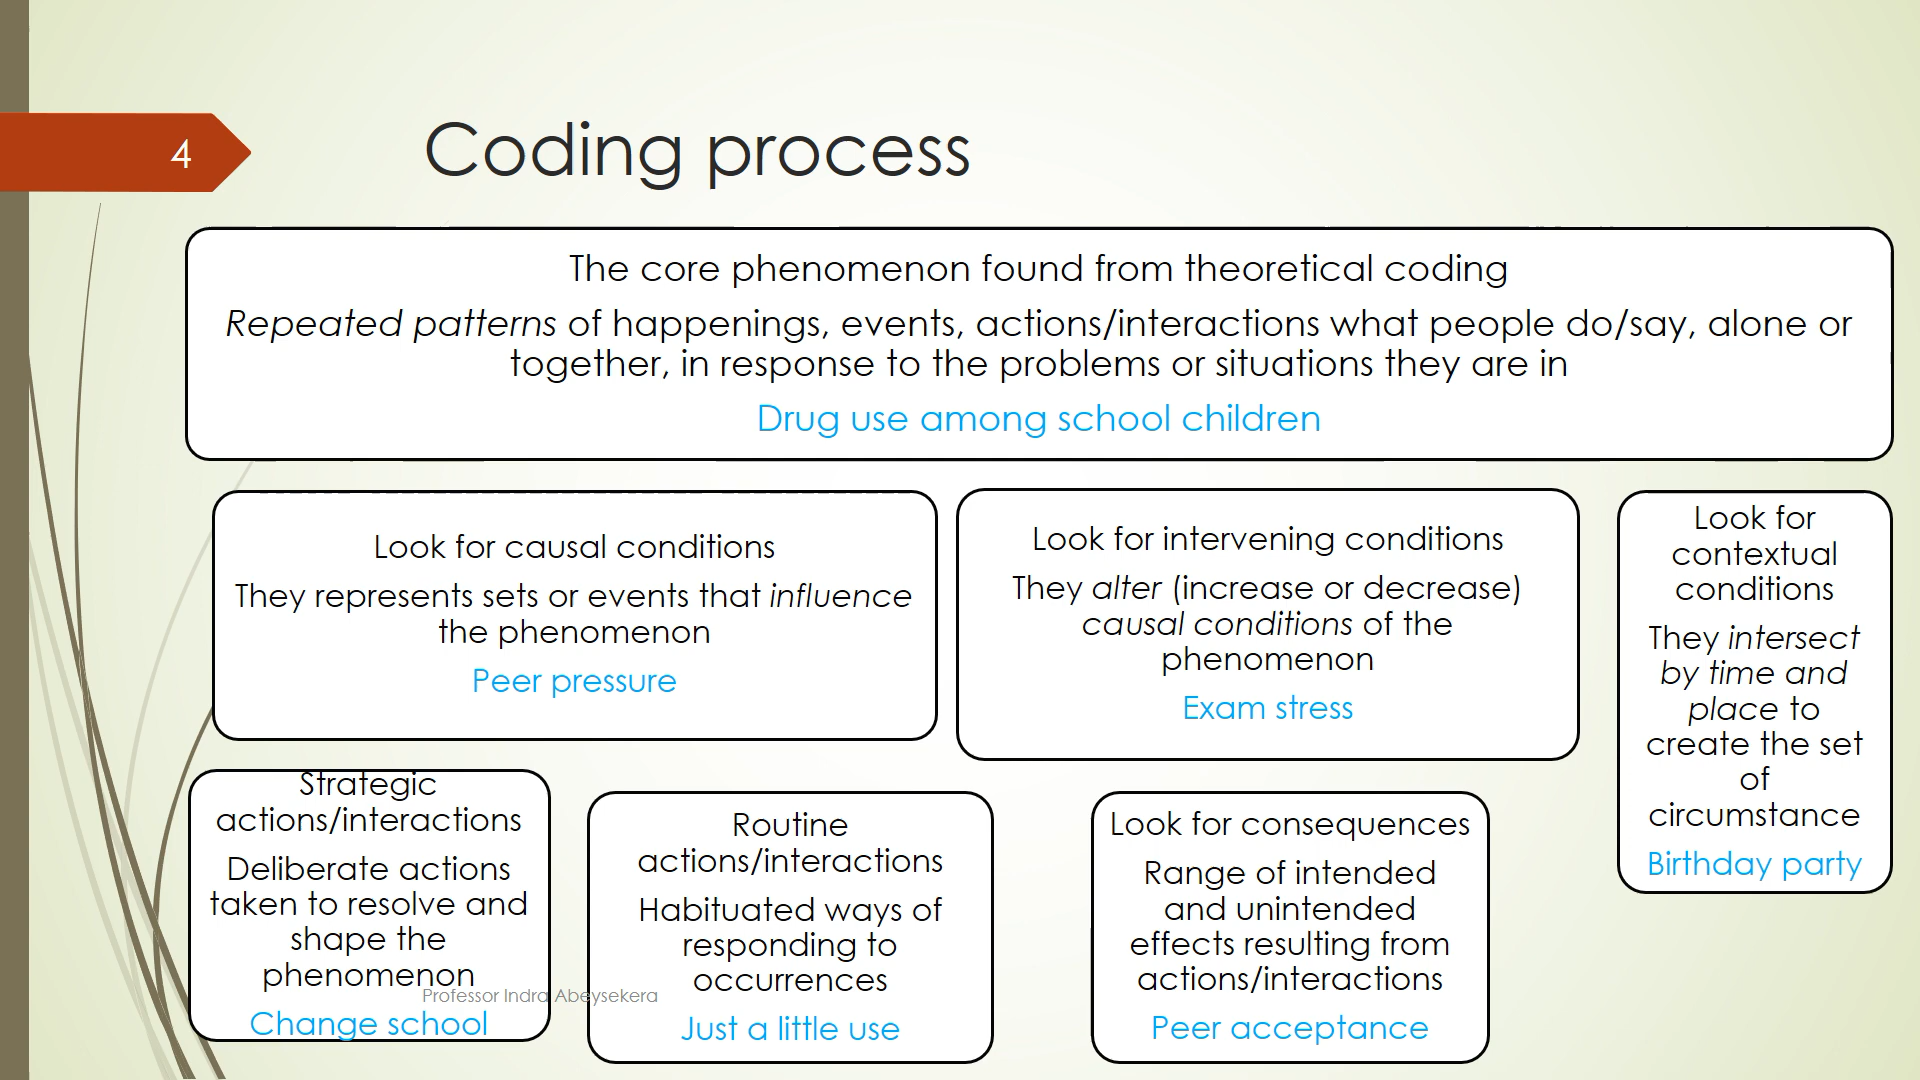 4
Coding process
The core phenomenon found from theoretical coding
Repeated patterns of happenings, events, actions/interactions what people do/say, alone or
together, in response to the problems or situations they are in
Drug use among school children
Look for causal conditions
They represents sets or events that influence
the phenomenon
Peer pressure
Look for intervening conditions
They alter (increase or decrease)
causal conditions of the
phenomenon
Exam stress
Look for
contextual
conditions
They intersect
by time and
place to
create the set
of
circumstance
Birthday party
Strategic
actions/interactions
Deliberate actions
taken to resolve and
shape the
phenomenon
Change school
Routine
actions/interactions
Habituated ways of
responding to
occurrences
Just a little use
Look for consequences
Range of intended
and unintended
effects resulting from
actions/interactions
Peer acceptance
Professor Indra Abeysekera